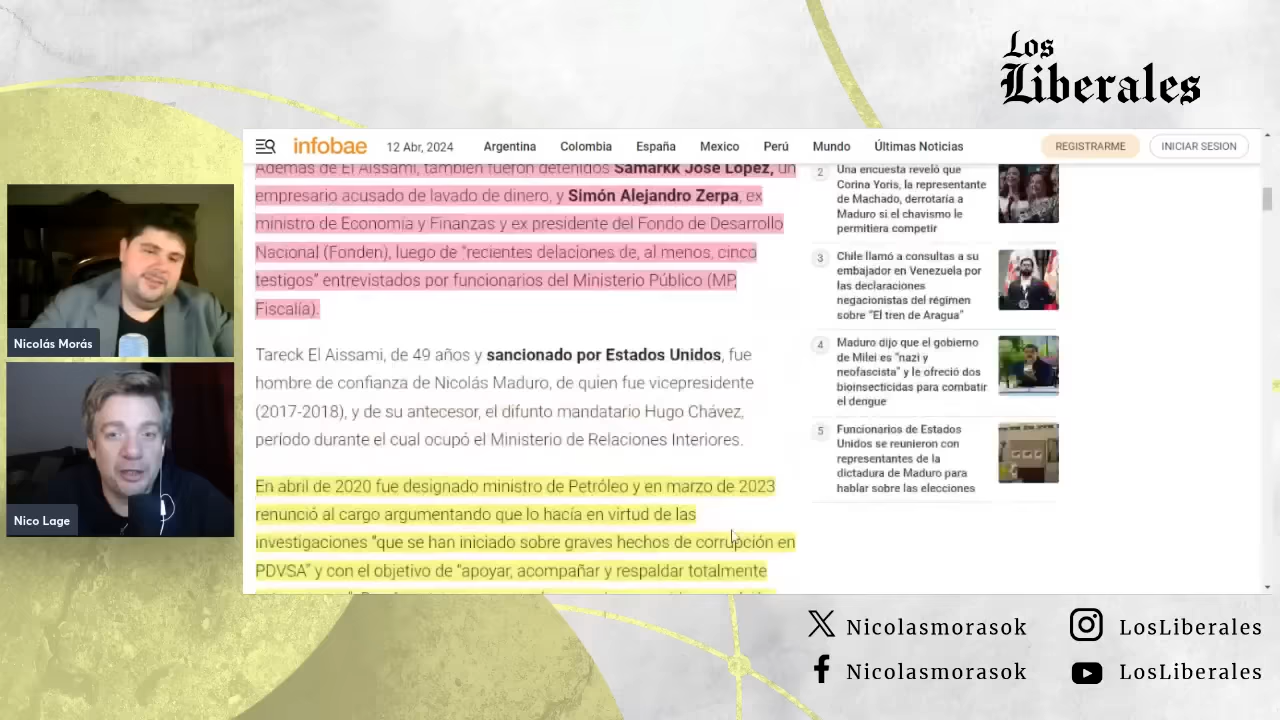 Los
Liberales
infobae
12 Abr, 2024
Argentina
Colombia
España
Mexico
Perú
Mundo
Últimas Noticias
REGISTRARME
INICIAR SESION
Además de El Aissami, también fueron detenidos Samarkk José López, un
empresario acusado de lavado de dinero, y Simón Alejandro Zerpa, ex
ministro de Economía y Finanzas y ex presidente del Fondo de Desarrollo
Nacional (Fonden), luego de "recientes delaciones de, al menos, cinco
testigos" entrevistados por funcionarios del Ministerio Público (MP,
Fiscalía).
Tareck El Aissami, de 49 años y sancionado por Estados Unidos, fue
hombre de confianza de Nicolás Maduro, de quien fue vicepresidente
(2017-2018), y de su antecesor, el difunto mandatario Hugo Chávez,
período durante el cual ocupó el Ministerio de Relaciones Interiores.
En abril de 2020 fue designado ministro de Petróleo y en marzo de 2023
renunció al cargo argumentando que lo hacía en virtud de las
investigaciones "que se han iniciado sobre graves hechos de corrupción en
PDVSA" y con el objetivo de "apoyar, acompañar y respaldar totalmente
2
Una encuesta reveló que
Corina Yoris, la representante
de Machado, derrotaría a
Maduro si el chavismo le
permitiera competir
3
Chile llamó a consultas a su
embajador en Venezuela por
las declaraciones
negacionistas del régimen
sobre "El tren de Aragua"
4
Maduro dijo que el gobierno
de Milei es "nazi y
neofascista" y le ofreció dos
bioinsecticidas para combatir
el dengue
5
Funcionarios de Estados
Unidos se reunieron con
representantes de la
dictadura de Maduro para
hablar sobre las elecciones
Nicolás Morás
Nico Lage
Nicolasmorasok
LosLiberales
Nicolasmorasok
LosLiberales